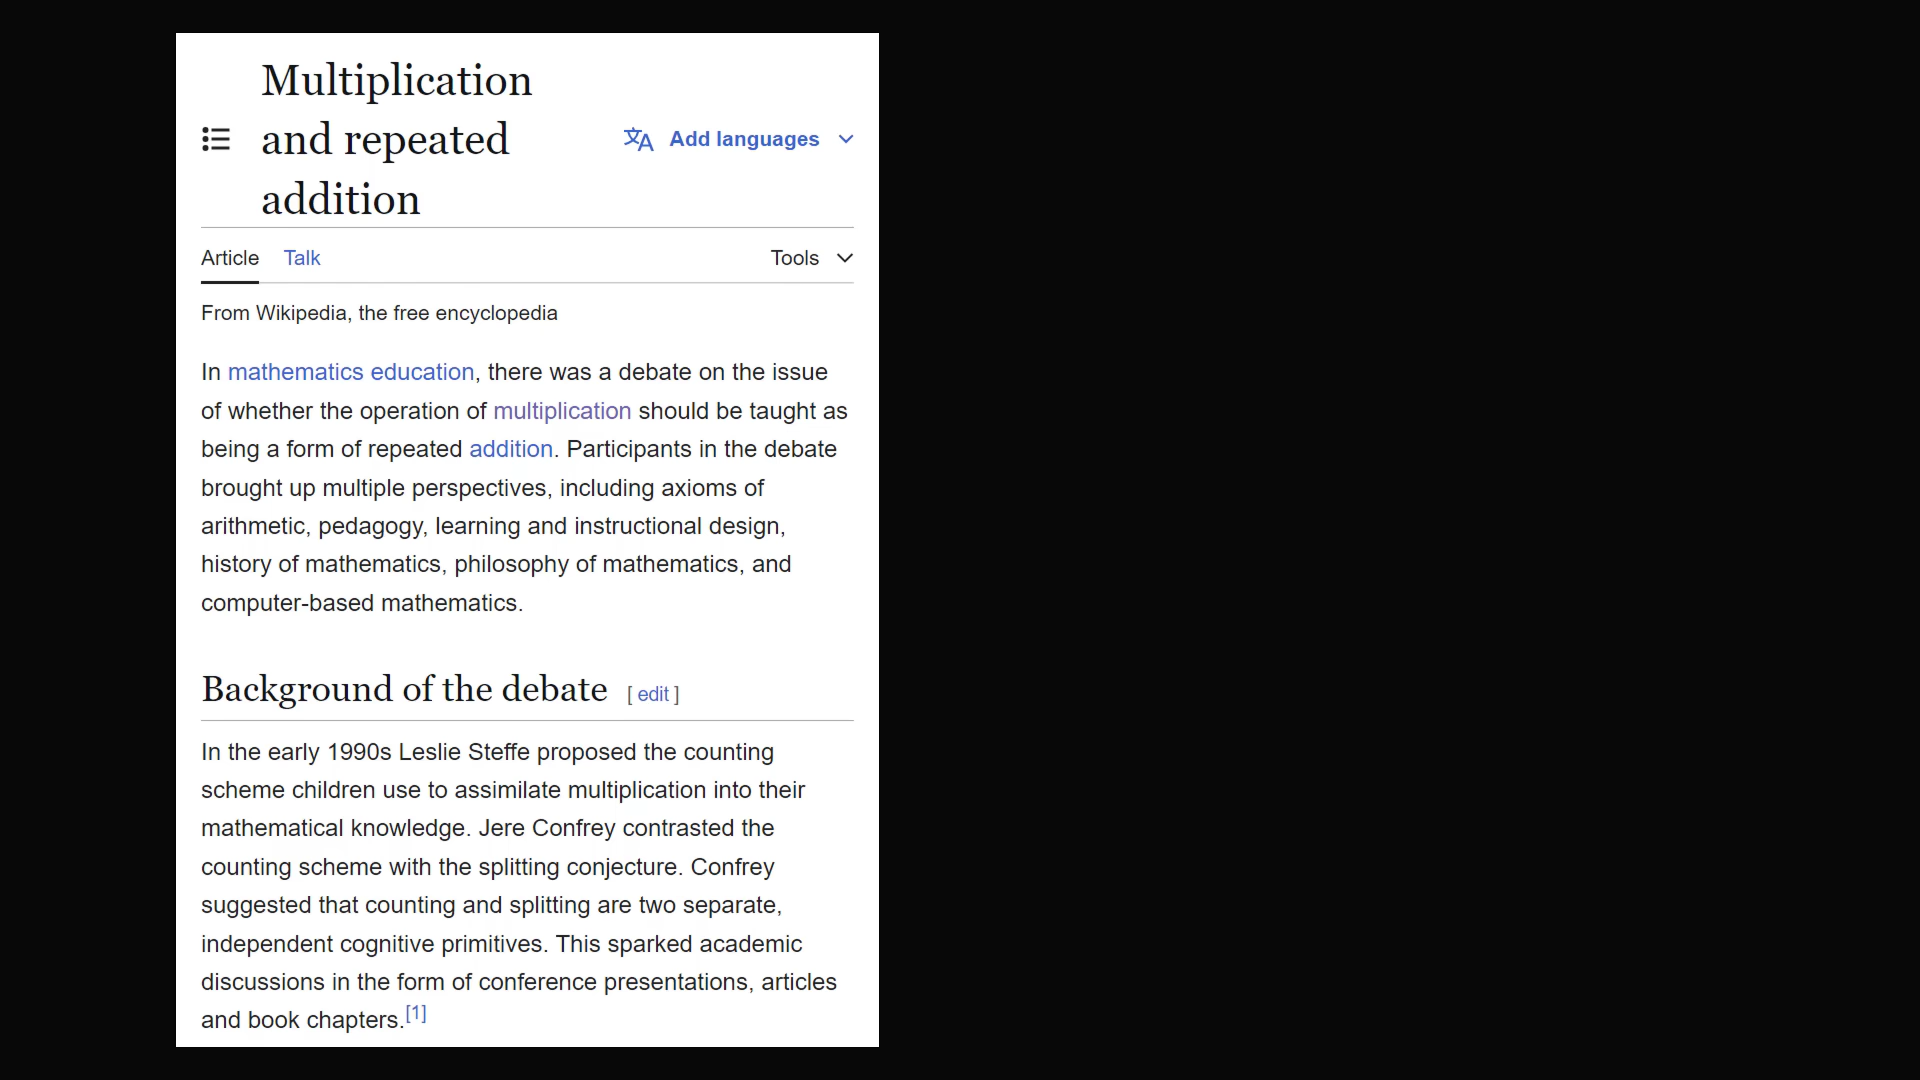 Multiplication
and repeated
addition
Add languages
Article Talk Tools
From Wikipedia, the free encyclopedia
In mathematics education, there was a debate on the issue
of whether the operation of multiplication should be taught as
being a form of repeated addition. Participants in the debate
brought up multiple perspectives, including axioms of
arithmetic, pedagogy, learning and instructional design,
history of mathematics, philosophy of mathematics, and
computer-based mathematics.
Background of the debate [ edit ]
In the early 1990s Leslie Steffe proposed the counting
scheme children use to assimilate multiplication into their
mathematical knowledge. Jere Confrey contrasted the
counting scheme with the splitting conjecture. Confrey
suggested that counting and splitting are two separate,
independent cognitive primitives. This sparked academic
discussions in the form of conference presentations, articles
and book chapters.[1]